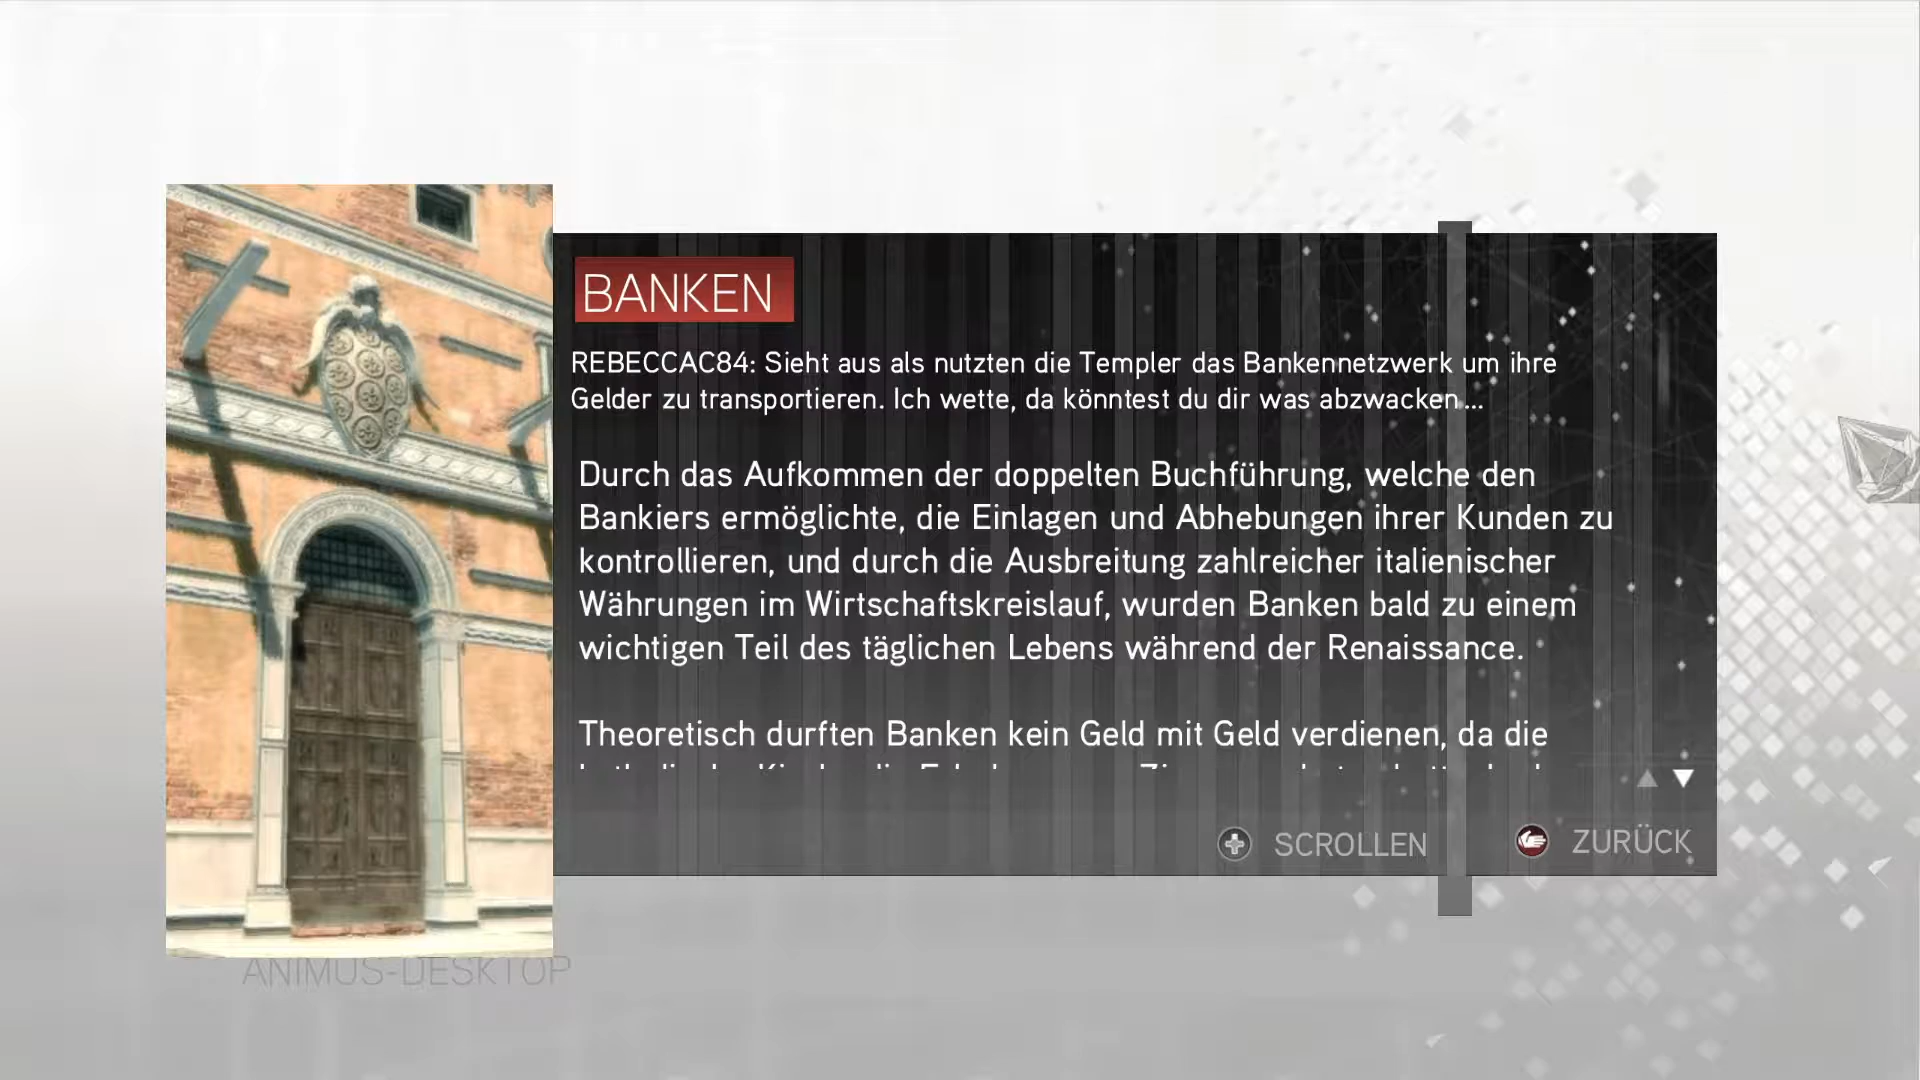 BANKEN
REBECCAC84: Sieht aus als nutzten die Templer das Bankennetzwerk um ihre
Gelder zu transportieren. Ich wette, da könntest du dir was abzwacken...
Durch das Aufkommen der doppelten Buchführung, welche den
Bankiers ermöglichte, die Einlagen und Abhebungen ihrer Kunden zu
kontrollieren, und durch die Ausbreitung zahlreicher italienischer
Währungen im Wirtschaftskreislauf, wurden Banken bald zu einem
wichtigen Teil des täglichen Lebens während der Renaissance.
Theoretisch durften Banken kein Geld mit Geld verdienen, da die
SCROLLEN
ZURÜCK
ANIMUS-DESKTOP